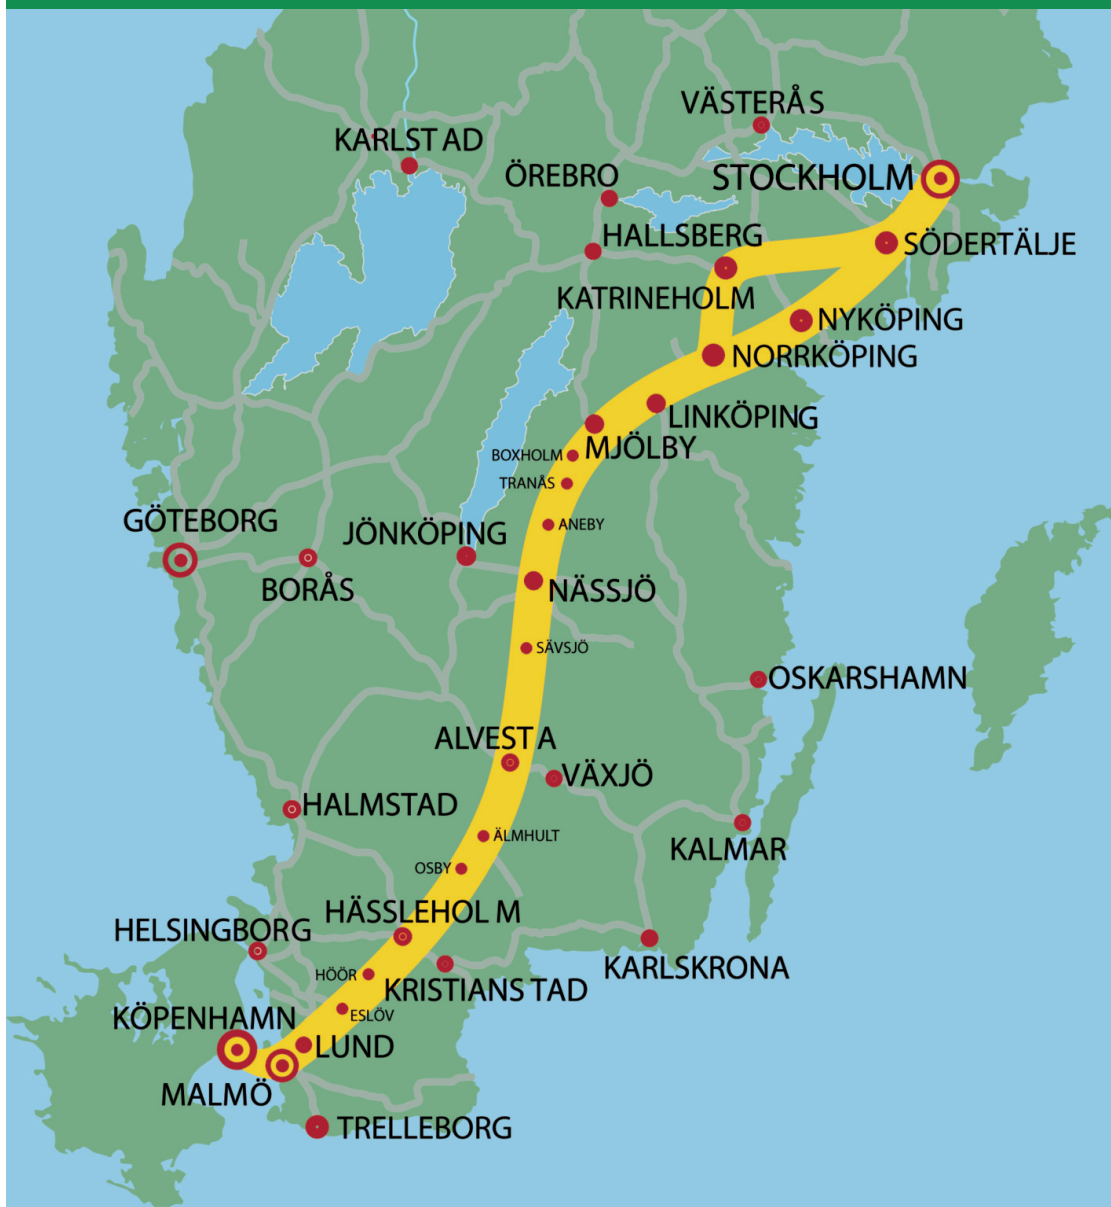 VÄSTERÅS
KARLSTAD
STOCKHOLM
ÖREBRO
HALLSBERG
SÖDERTÄLJE
KATRINEHOLM
NYKÖPING
NORRKÖPING
LINKÖPING
MJÖLBY
BOXHOLM
TRANÅS
GÖTEBORG
ANEBY
JÖNKÖPING
BORÅS
NÄSSJÖ
SÄVSJÖ
OSKARSHAMN
ALVESTA
VÄXJÖ
HALMSTAD
ÄLMHULT
KALMAR
OSBY
HÄSSLEHOLM
HELSINGBORG
KARLSKRONA
HÖÖR
KRISTIANSTAD
ESLÖV
KÖPENHAMN
LUND
MALMÖ
TRELLEBORG